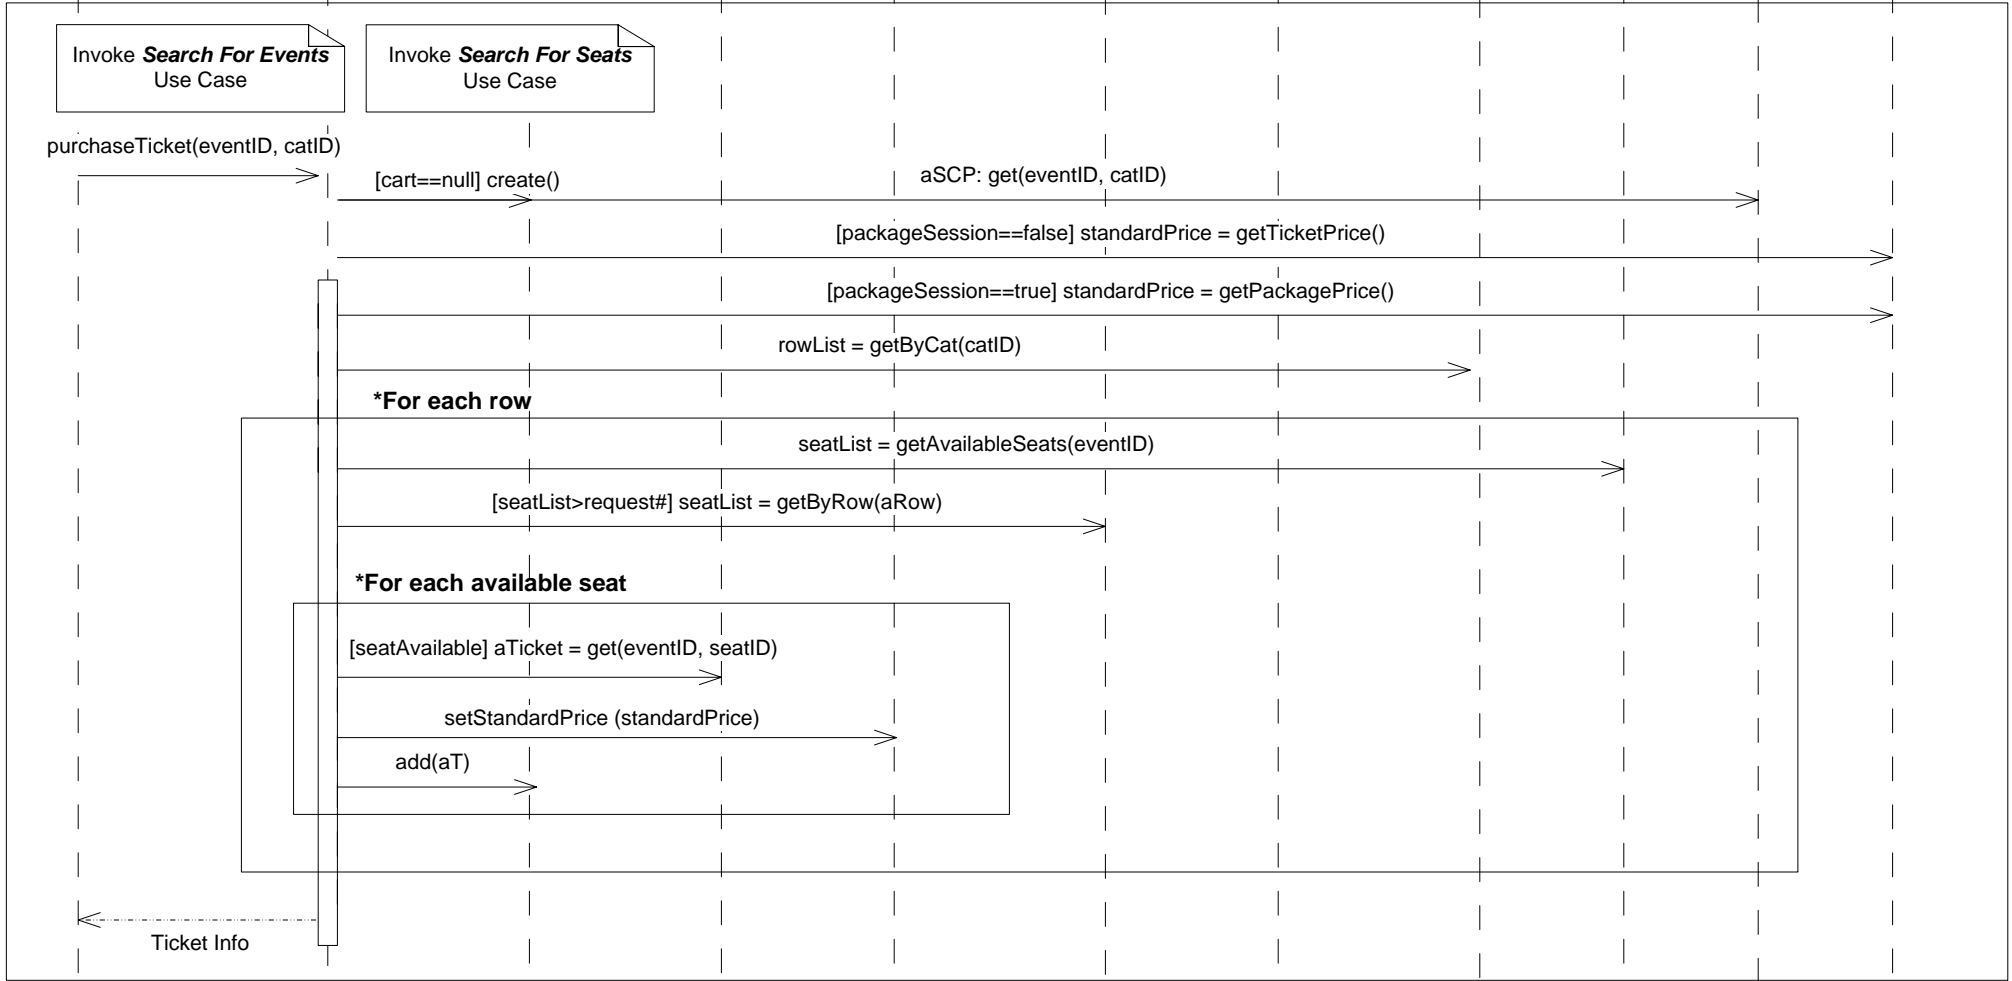 Invoke Search For Events
Use Case
Invoke Search For Seats
Use Case
purchaseTicket(eventID, catID)
[cart==null] create()
aSCP: get(eventID, catID)
[packageSession==false] standardPrice = getTicketPrice()
[packageSession==true] standardPrice = getPackagePrice()
rowList = getByCat(catID)
*For each row
seatList = getAvailableSeats(eventID)
[seatList>request#] seatList = getByRow(aRow)
*For each available seat
[seatAvailable] aTicket = get(eventID, seatID)
setStandardPrice (standardPrice)
add(aT)
Ticket Info